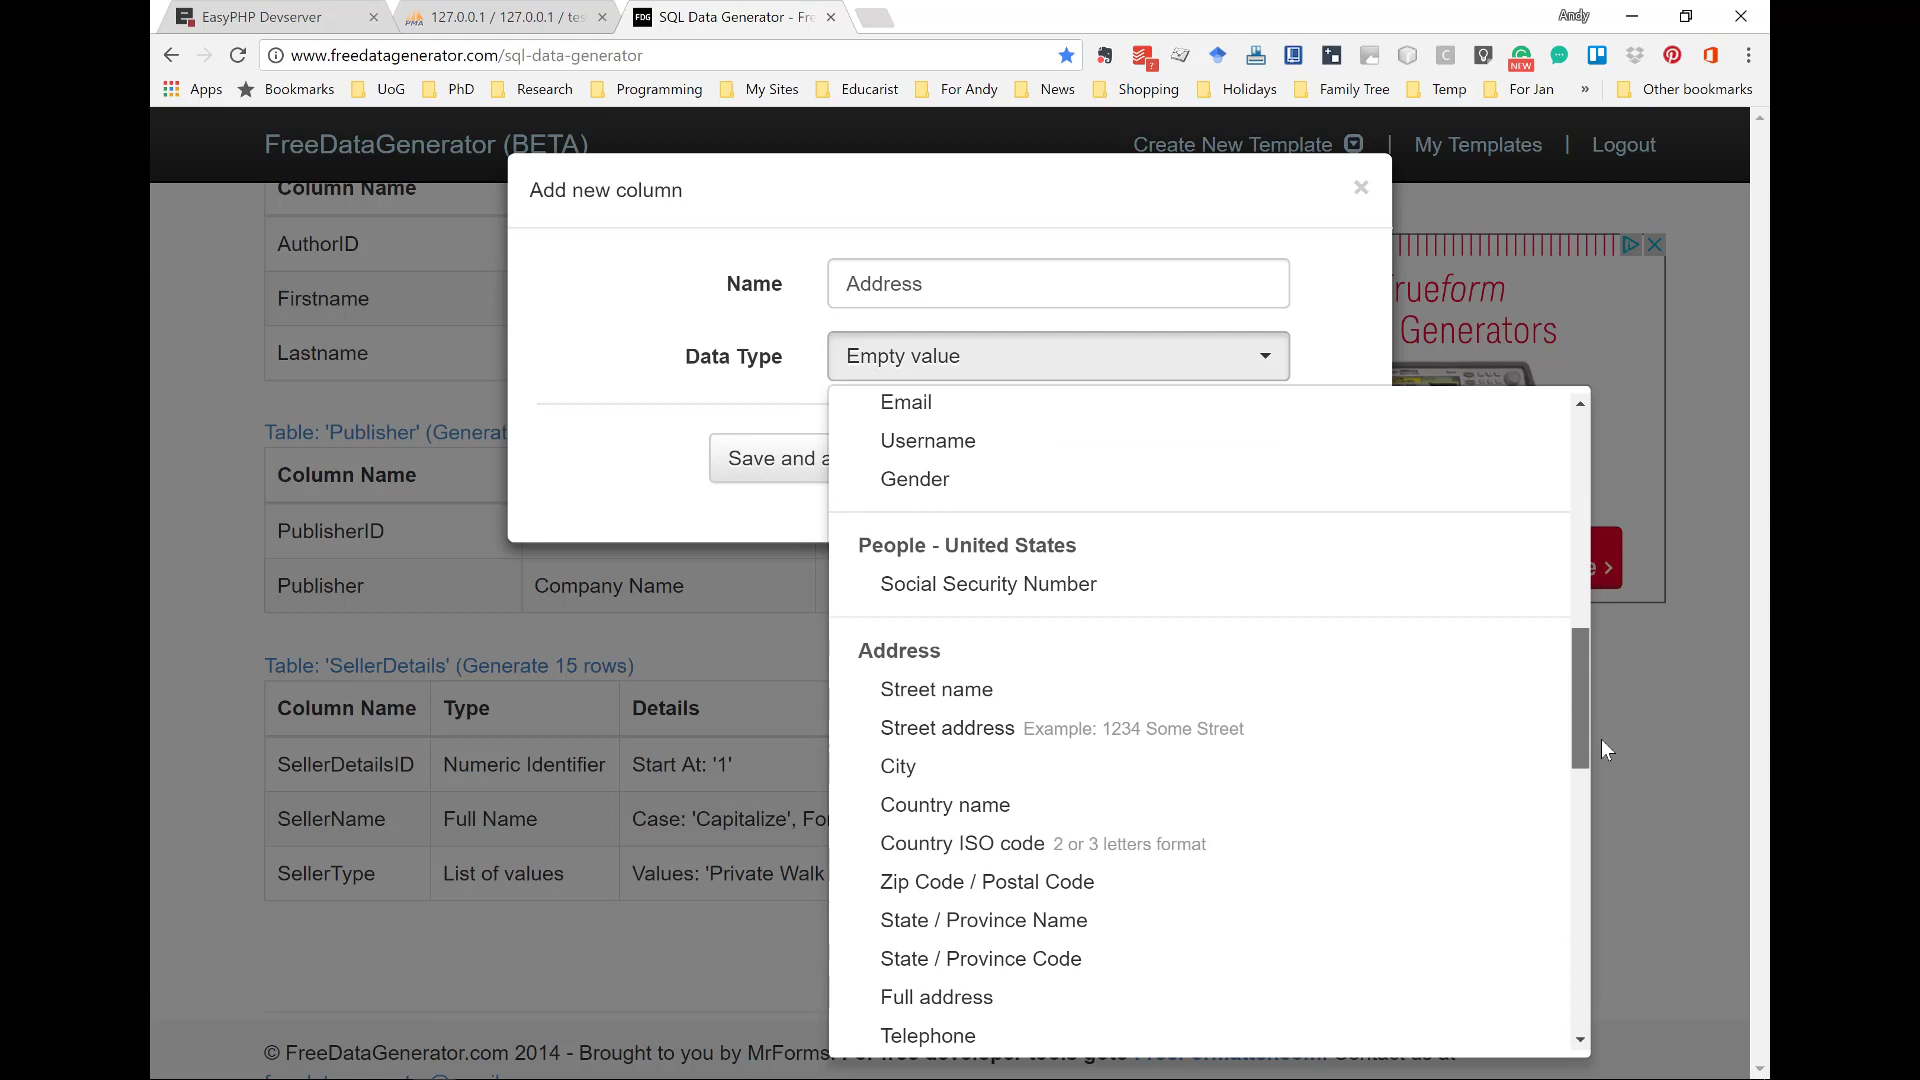 EasyPHP Devserver
127.0.0.1 / 127.0.0.1 / tes
FDG SQL Data Generator - Fre
Andy
www.freedatagenerator.com/sql-data-generator
NEW
Apps
Bookmarks
UoG
PhD
Research
Programming
My Sites
Educarist
For Andy
News
Shopping
Holidays
Family Tree
Temp
For Jan
»
Other bookmarks
FreeDataGenerator (BETA)
Create New Template | My Templates | Logout
Column Name
AuthorID
Firstname
Lastname
Table: 'Publisher' (Generat
Column Name
PublisherID
Publisher
Company Name
Table: 'SellerDetails' (Generate 15 rows)
Column Name Type Details
SellerDetailsID Numeric Identifier Start At: '1'
SellerName Full Name Case: 'Capitalize', For
SellerType List of values Values: 'Private Walk
Add new column
×
Name Address
Data Type Empty value
Save and a
Email
Username
Gender
People - United States
Social Security Number
Address
Street name
Street address Example: 1234 Some Street
City
Country name
Country ISO code 2 or 3 letters format
Zip Code / Postal Code
State / Province Name
State / Province Code
Full address
Telephone
rueform
Generators
© FreeDataGenerator.com 2014 - Brought to you by MrForms.